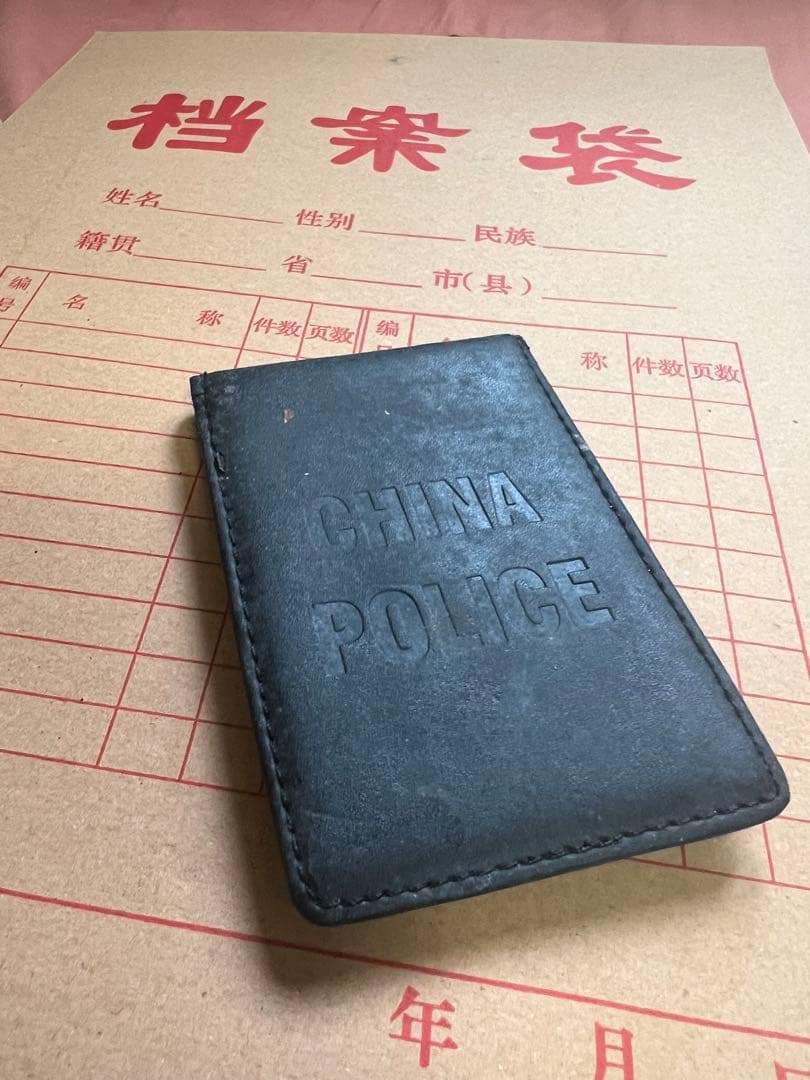 档案袋
姓名 性别 民族
籍贯 省 市(县)
编号 名 称 件数 页数 编 称 件数 页数
CHINA
POLICE
年 月